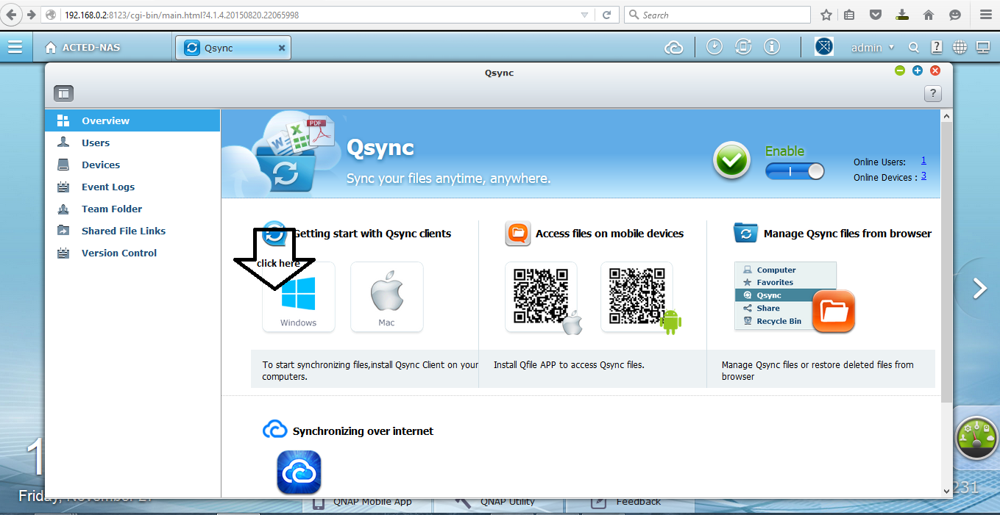 192.168.0.2:8123/cgi-bin/main.html?4.1.4.20150820.22065998
Search
ACTED-NAS
Qsync
admin
Qsync
?
Overview
Users
Devices
Event Logs
Team Folder
Shared File Links
Version Control
PDF
Qsync
Sync your files anytime, anywhere.
Enable
Online Users: 1
Online Devices : 3
Getting start with Qsync clients
click here
Windows
Mac
To start synchronizing files,install Qsync Client on your
computers.
Access files on mobile devices
Install Qfile APP to access Qsync files.
Manage Qsync files from browser
Computer
Favorites
Qsync
Share
Recycle Bin
Manage Qsync files or restore deleted files from
browser
Synchronizing over internet
1
Friday, November 27
231
QNAP Mobile App
QNAP Utility
Feedback